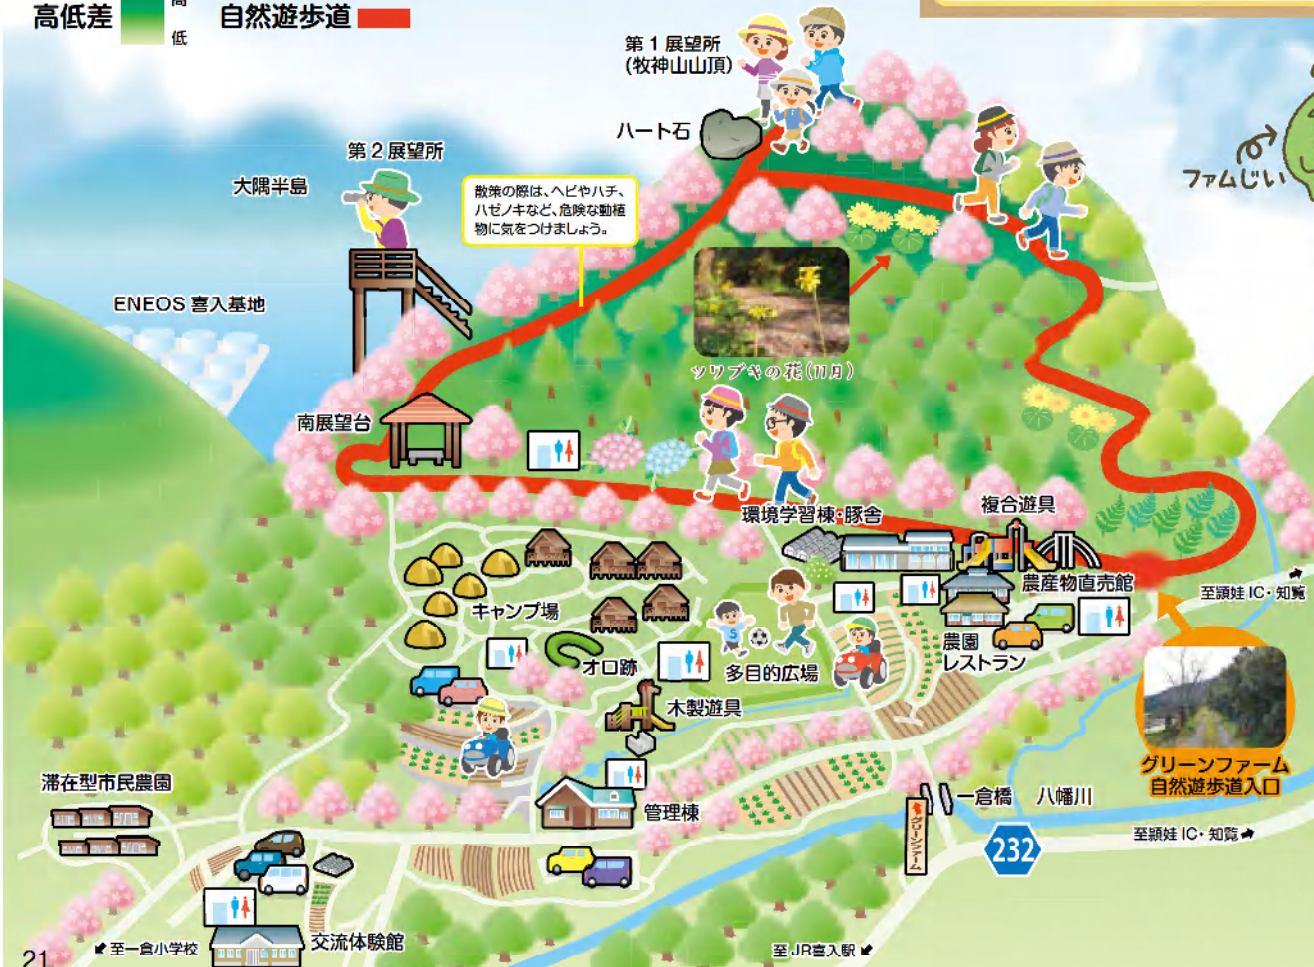 高低差
高
低
自然遊歩道
第1展望所
(牧神山山頂)
ハート石
第2展望所
大隅半島
散策の際は、ヘビやハチ、
ハゼノキなど、危険な動植
物に気をつけましょう。
ファムじい
ENEOS 喜入基地
ツワブキの花(11月)
南展望台
環境学習棟・豚舎
複合遊具
農産物直売館
至頴娃 IC・知覧
キャンプ場
農園
レストラン
オロ跡
多目的広場
木製遊具
S
グリーンファーム
自然遊歩道入口
滞在型市民農園
管理棟
一倉橋
八幡川
グリーンファーム
232
至頴娃 IC・知覧
交流体験館
至一倉小学校
至JR喜入駅
21